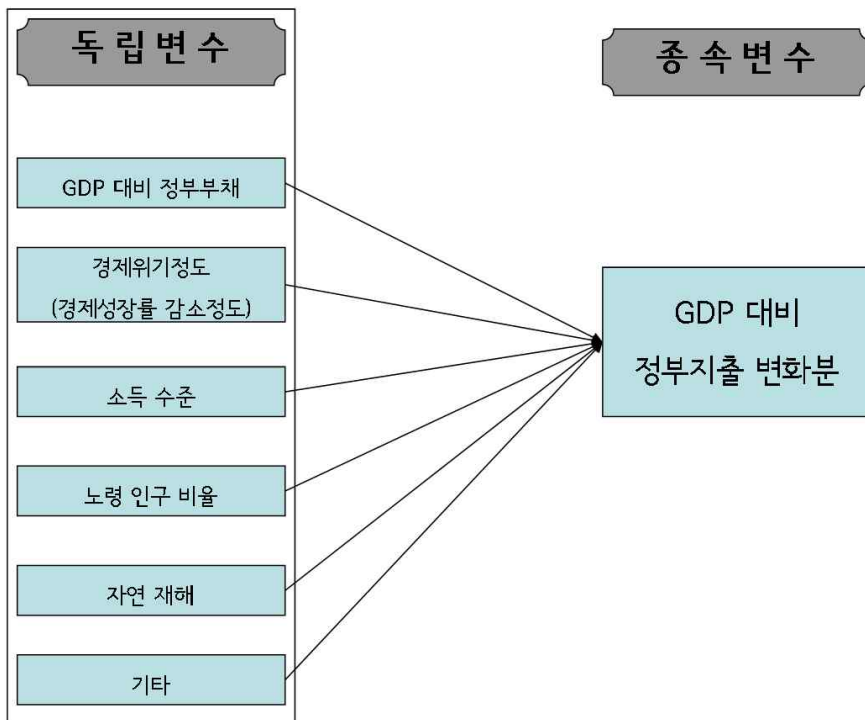 독 립 변 수
종 속 변 수
GDP 대비 정부부채
경제위기정도
(경제성장률 감소정도)
소득 수준
노령 인구 비율
자연 재해
기타
GDP 대비
정부지출 변화분